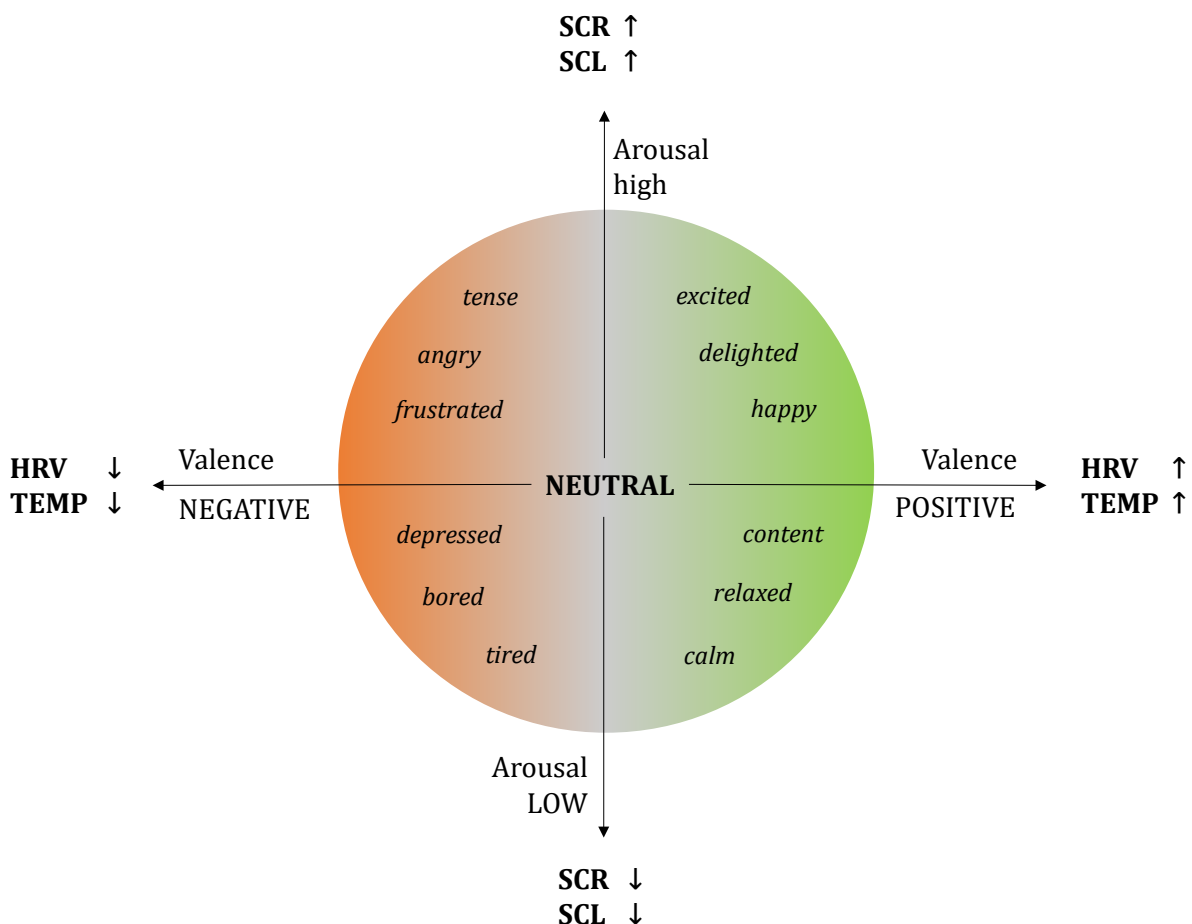 SCR ↑
SCL ↑
Arousal
high
tense
excited
angry
delighted
frustrated
happy
HRV ↓
TEMP ↓
Valence
NEGATIVE
NEUTRAL
Valence
POSITIVE
HRV ↑
TEMP ↑
depressed
content
bored
relaxed
tired
calm
Arousal
LOW
SCR ↓
SCL ↓